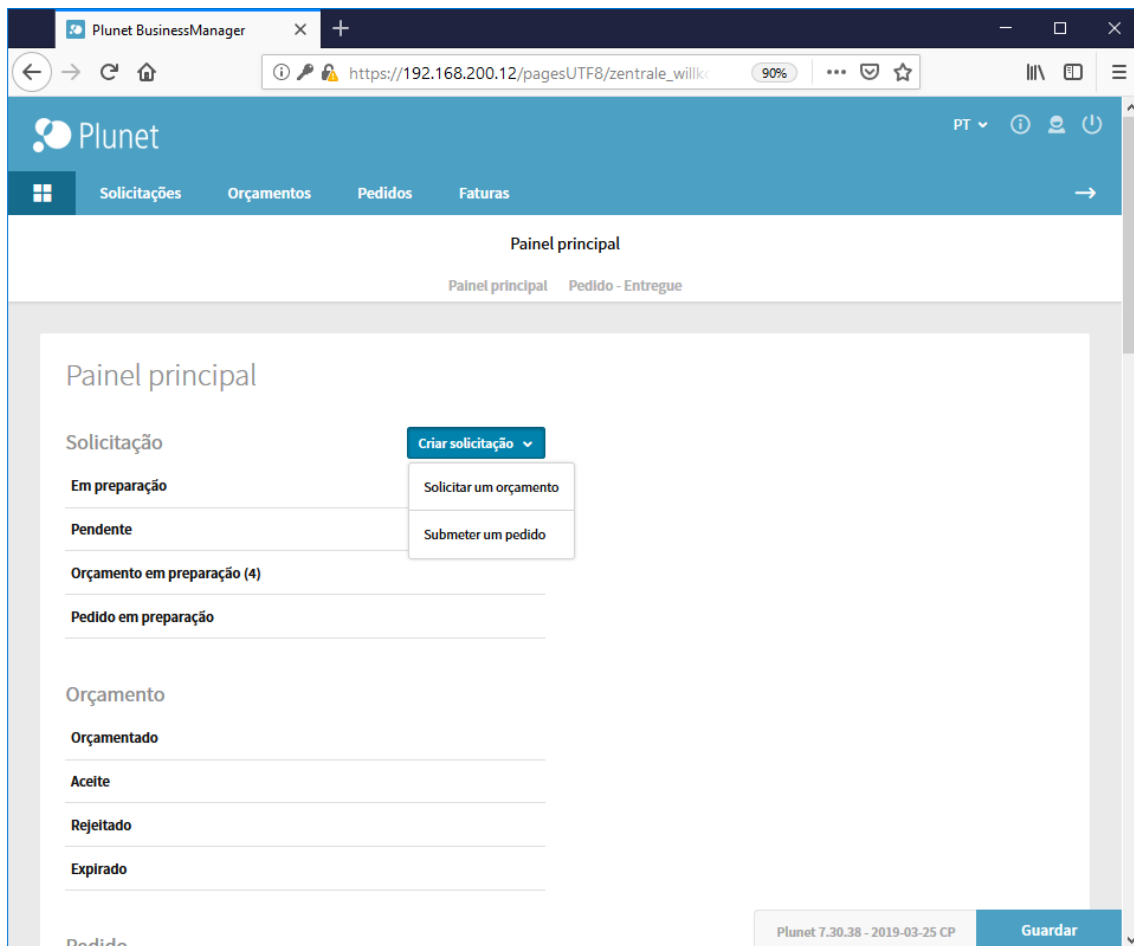 Plunet BusinessManager
https://192.168.200.12/pagesUTF8/zentrale_willk
90%
Plunet
PT
Solicitações Orçamentos Pedidos Faturas
Painel principal
Painel principal Pedido - Entregue
Painel principal
Solicitação
Criar solicitação
Em preparação
Solicitar um orçamento
Pendente
Submeter um pedido
Orçamento em preparação (4)
Pedido em preparação
Orçamento
Orçamentado
Aceite
Rejeitado
Expirado
Plunet 7.30.38 - 2019-03-25 CP
Guardar
Pedido